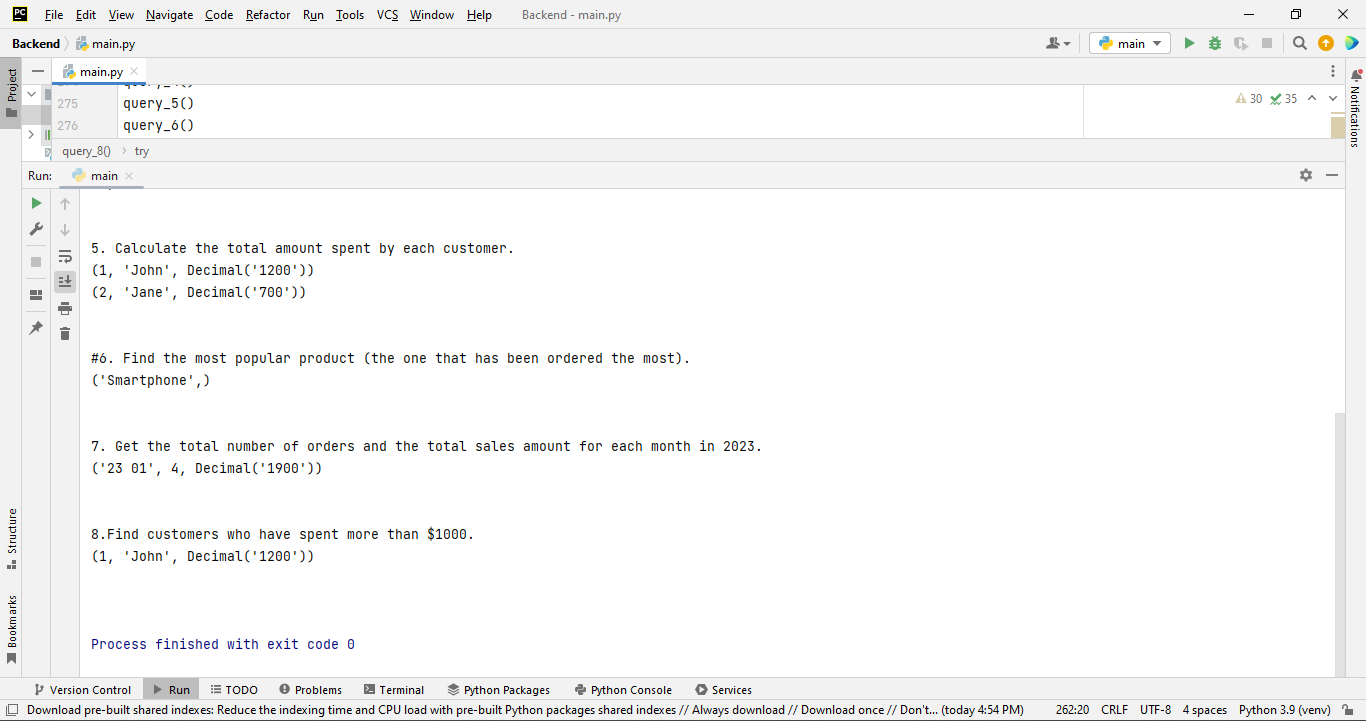 PC File Edit View Navigate Code Refactor Run Tools VCS Window Help Backend - main.py
Backend main.py main
Project main.py
275 query_5()
276 query_6()
30 35
Notifications
query_8() try
Run: main
5. Calculate the total amount spent by each customer.
(1, 'John', Decimal('1200'))
(2, 'Jane', Decimal('700'))
#6. Find the most popular product (the one that has been ordered the most).
('Smartphone',)
7. Get the total number of orders and the total sales amount for each month in 2023.
('23 01', 4, Decimal('1900'))
8.Find customers who have spent more than $1000.
(1, 'John', Decimal('1200'))
Structure
Bookmarks
Process finished with exit code 0
Version Control Run TODO Problems Terminal Python Packages Python Console Services
Download pre-built shared indexes: Reduce the indexing time and CPU load with pre-built Python packages shared indexes // Always download // Download once // Don't... (today 4:54 PM) 262:20 CRLF UTF-8 4 spaces Python 3.9 (venv)